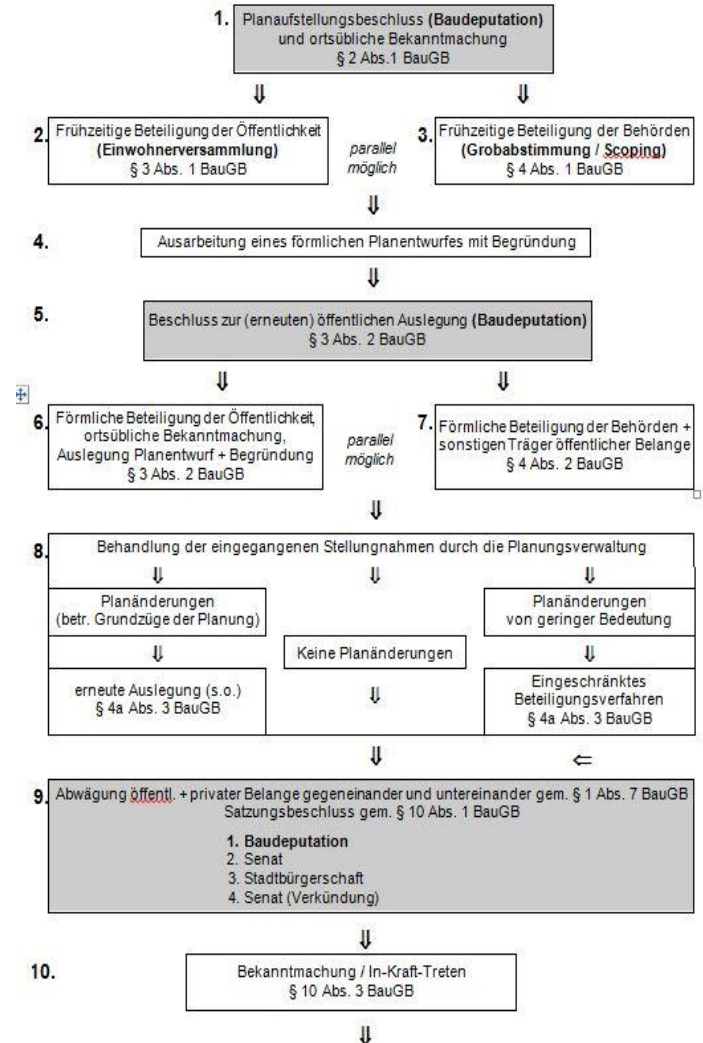 1. Planaufstellungsbeschluss (Baudeputation)
und ortsübliche Bekanntmachung
§ 2 Abs.1 BauGB
⇓ ⇓
2. Frühzeitige Beteiligung der Öffentlichkeit
(Einwohnerversammlung)
§ 3 Abs. 1 BauGB
parallel
möglich
3. Frühzeitige Beteiligung der Behörden
(Grobabstimmung / Scoping)
§ 4 Abs. 1 BauGB
⇓
4. Ausarbeitung eines förmlichen Planentwurfes mit Begründung
⇓
5. Beschluss zur (erneuten) öffentlichen Auslegung (Baudeputation)
§ 3 Abs. 2 BauGB
⇓ ⇓
6. Förmliche Beteiligung der Öffentlichkeit,
ortsübliche Bekanntmachung,
Auslegung Planentwurf + Begründung
§ 3 Abs. 2 BauGB
parallel
möglich
7. Förmliche Beteiligung der Behörden +
sonstigen Träger öffentlicher Belange
§ 4 Abs. 2 BauGB
⇓
8. Behandlung der eingegangenen Stellungnahmen durch die Planungsverwaltung
⇓ ⇓ ⇓
Planänderungen
(betr. Grundzüge der Planung)
⇓
erneute Auslegung (s.o.)
§ 4a Abs. 3 BauGB
Keine Planänderungen
⇓
Planänderungen
von geringer Bedeutung
⇓
Eingeschränktes
Beteiligungsverfahren
§ 4a Abs. 3 BauGB
⇓ ⇐
9. Abwägung öffentl. + privater Belange gegeneinander und untereinander gem. § 1 Abs. 7 BauGB
Satzungsbeschluss gem. § 10 Abs. 1 BauGB
1. Baudeputation
2. Senat
3. Stadtbürgerschaft
4. Senat (Verkündung)
⇓
10. Bekanntmachung / In-Kraft-Treten
§ 10 Abs. 3 BauGB
⇓